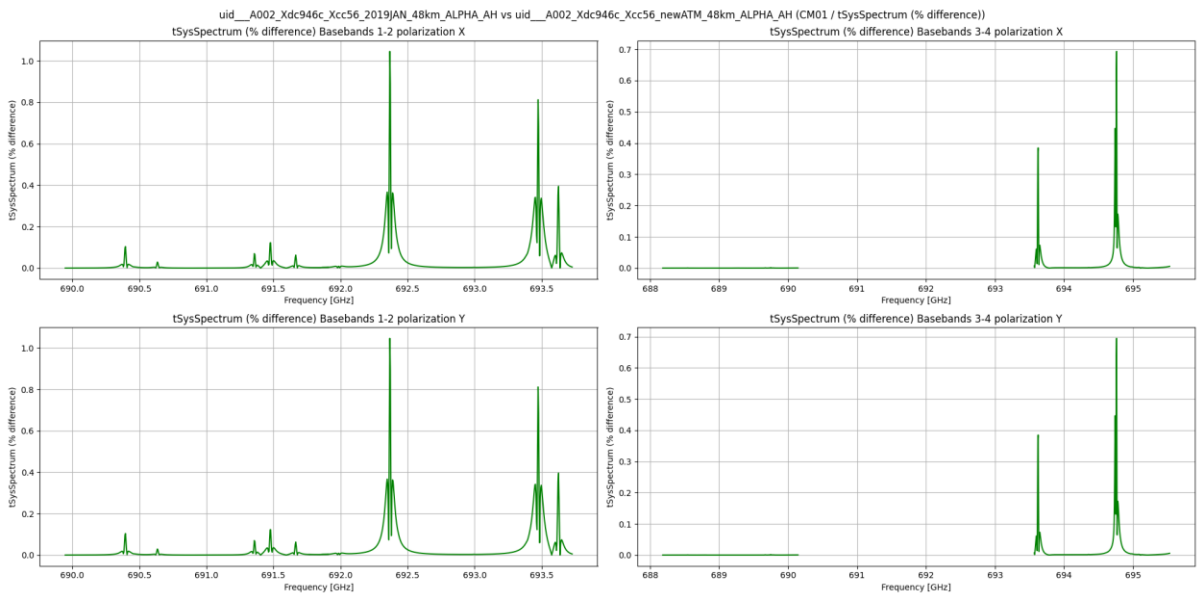 uid___A002_Xdc946c_Xcc56_2019JAN_48km_ALPHA_AH vs uid___A002_Xdc946c_Xcc56_newATM_48km_ALPHA_AH (CM01 / tSysSpectrum (% difference))
tSysSpectrum (% difference) Basebands 1-2 polarization X
tSysSpectrum (% difference)
1.0
0.8
0.6
0.4
0.2
0.0
690.0 690.5 691.0 691.5 692.0 692.5 693.0 693.5
Frequency [GHz]
tSysSpectrum (% difference) Basebands 3-4 polarization X
tSysSpectrum (% difference)
0.7
0.6
0.5
0.4
0.3
0.2
0.1
0.0
688 689 690 691 692 693 694 695
Frequency [GHz]
tSysSpectrum (% difference) Basebands 1-2 polarization Y
tSysSpectrum (% difference)
1.0
0.8
0.6
0.4
0.2
0.0
690.0 690.5 691.0 691.5 692.0 692.5 693.0 693.5
Frequency [GHz]
tSysSpectrum (% difference) Basebands 3-4 polarization Y
tSysSpectrum (% difference)
0.7
0.6
0.5
0.4
0.3
0.2
0.1
0.0
688 689 690 691 692 693 694 695
Frequency [GHz]